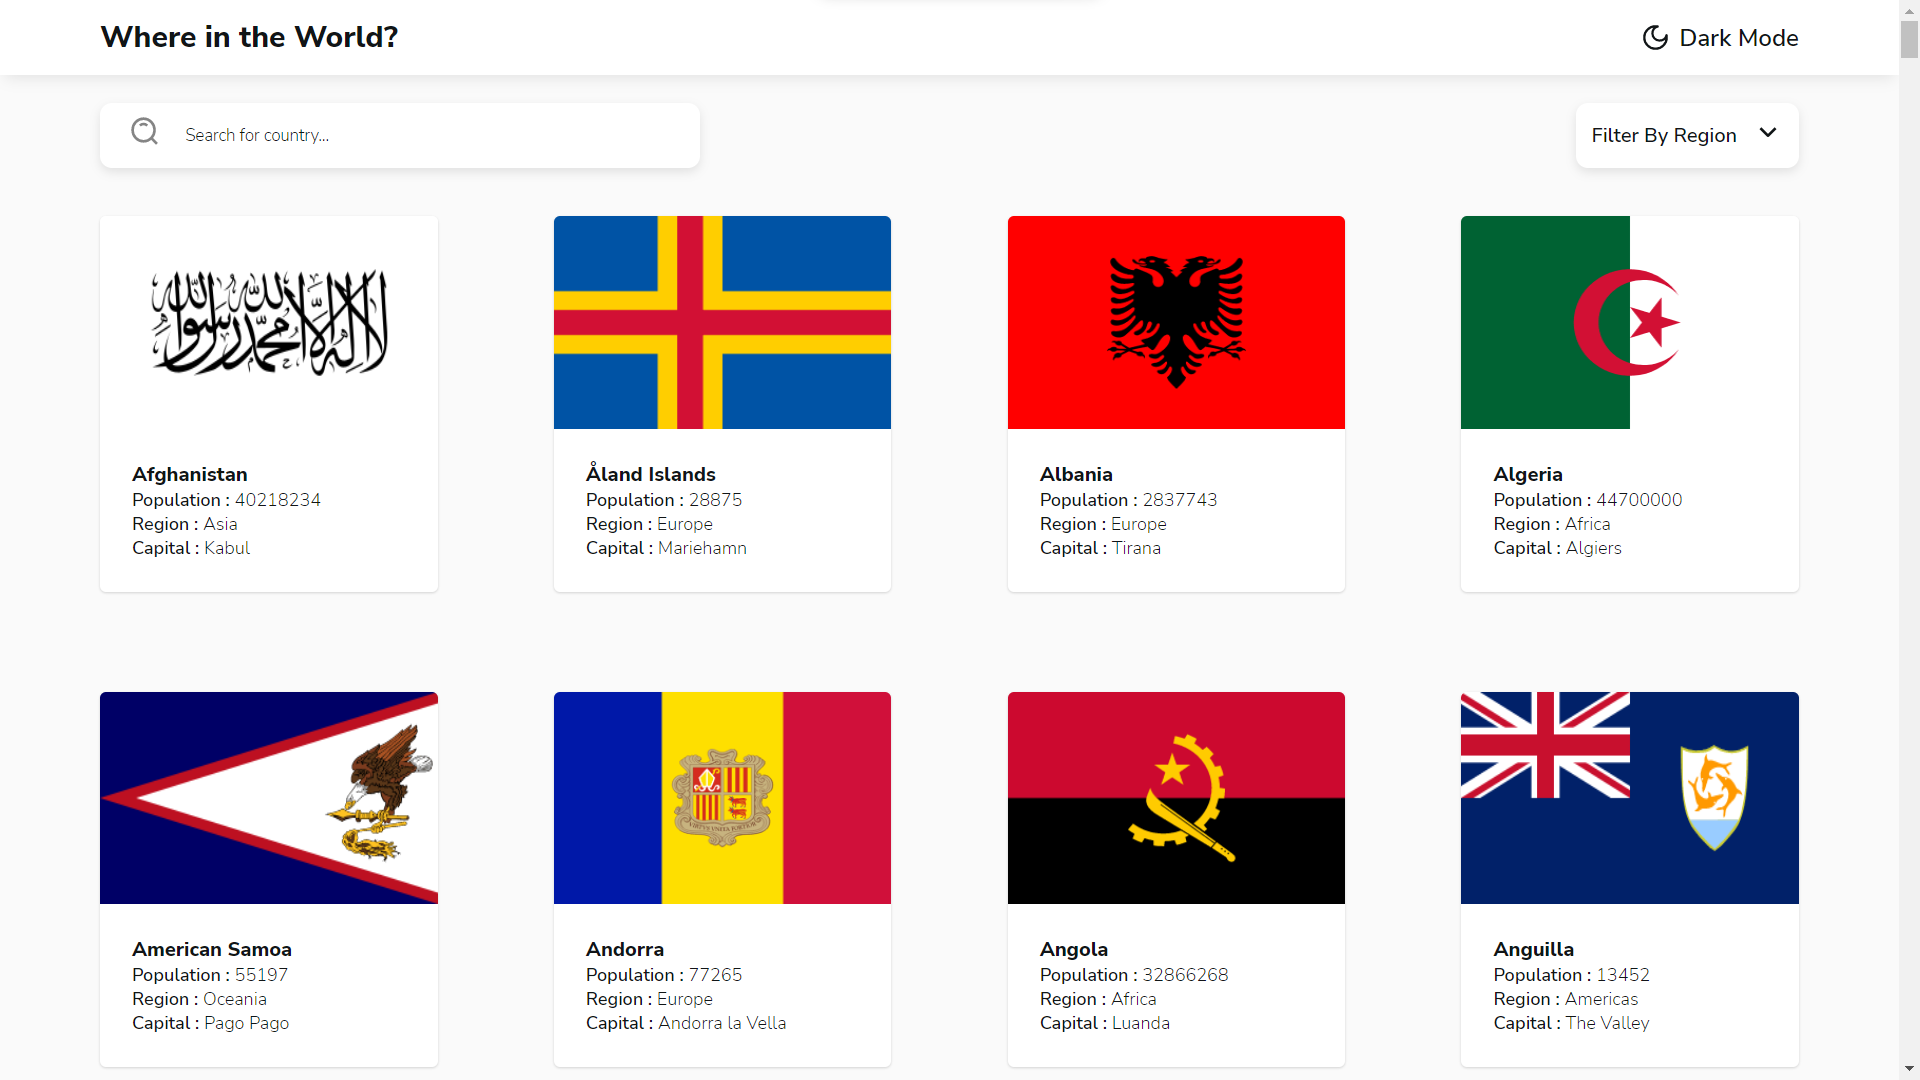 Where in the World?
Dark Mode
Search for country...
Filter By Region
لا إله إلا الله محمد رسول الله
Afghanistan
Population : 40218234
Region : Asia
Capital : Kabul
Åland Islands
Population : 28875
Region : Europe
Capital : Mariehamn
Albania
Population : 2837743
Region : Europe
Capital : Tirana
Algeria
Population : 44700000
Region : Africa
Capital : Algiers
American Samoa
Population : 55197
Region : Oceania
Capital : Pago Pago
VIRTVS VNITA FORTIOR
Andorra
Population : 77265
Region : Europe
Capital : Andorra la Vella
Angola
Population : 32866268
Region : Africa
Capital : Luanda
Anguilla
Population : 13452
Region : Americas
Capital : The Valley